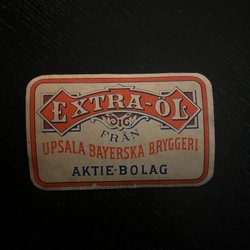 EXTRA-ÖL
FRÅN
UPSALA BAYERSKA BRYGGERI
AKTIE-BOLAG